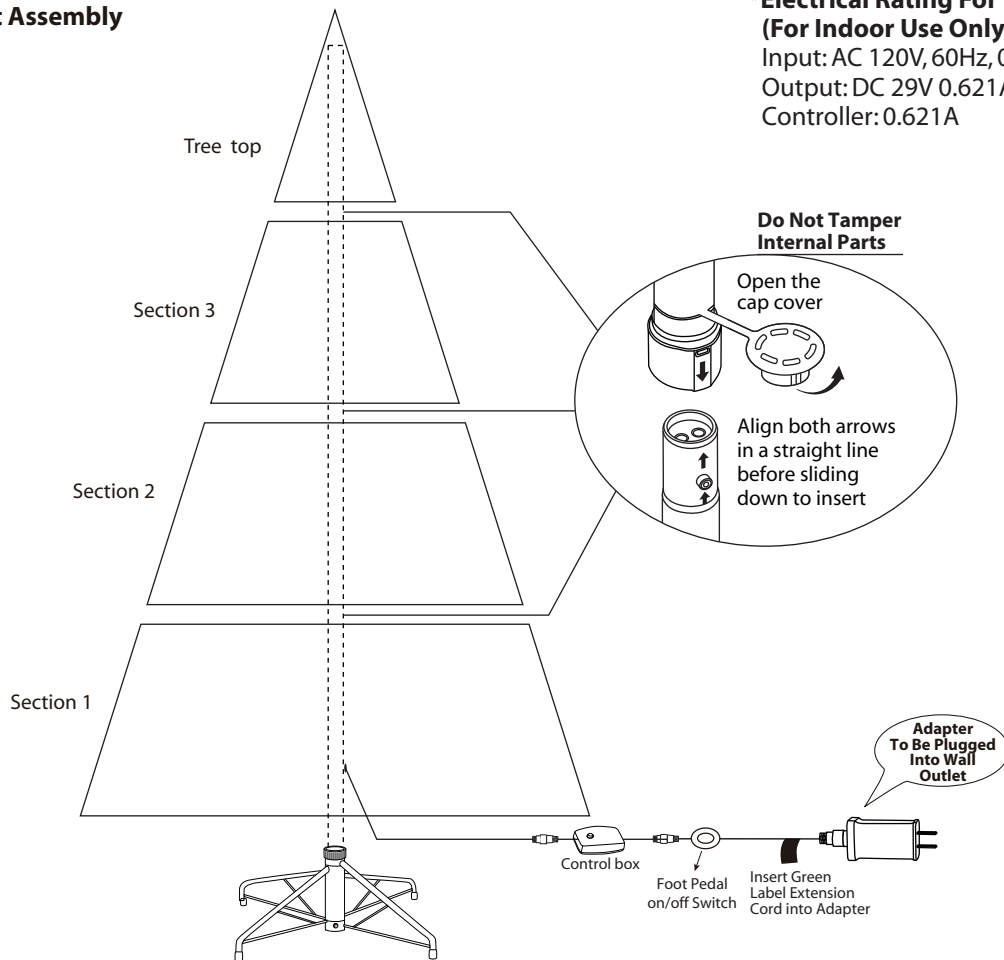 Assembly
Electrical Rating For
(For Indoor Use Only
Input: AC 120V, 60Hz,
Output: DC 29V 0.621A
Controller: 0.621A
Tree top
Section 3
Section 2
Section 1
Do Not Tamper
Internal Parts
Open the
cap cover
Align both arrows
in a straight line
before sliding
down to insert
Adapter
To Be Plugged
Into Wall
Outlet
Control box
Foot Pedal
on/off Switch
Insert Green
Label Extension
Cord into Adapter